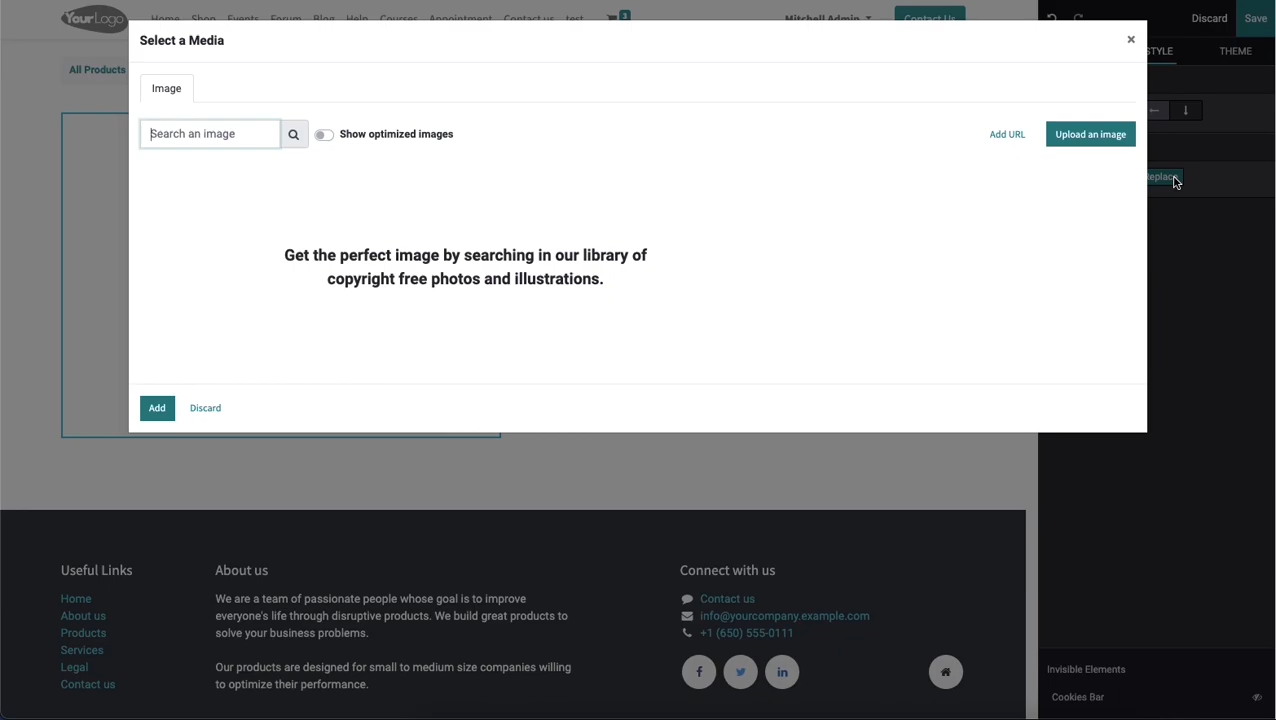 YourLogo
Home Shop Events Forum Blog Help Courses Appointment Contact us test 3 Mitchell Admin Contact Us
Discard Save
Select a Media ×
STYLE THEME
All Products
Image
Search an image Show optimized images Add URL Upload an image
Replace
Get the perfect image by searching in our library of
copyright free photos and illustrations.
Add Discard
Useful Links
Home
About us
Products
Services
Legal
Contact us
About us
We are a team of passionate people whose goal is to improve
everyone's life through disruptive products. We build great products to
solve your business problems.
Our products are designed for small to medium size companies willing
to optimize their performance.
Connect with us
Contact us
info@yourcompany.example.com
+1 (650) 555-0111
Invisible Elements
Cookies Bar